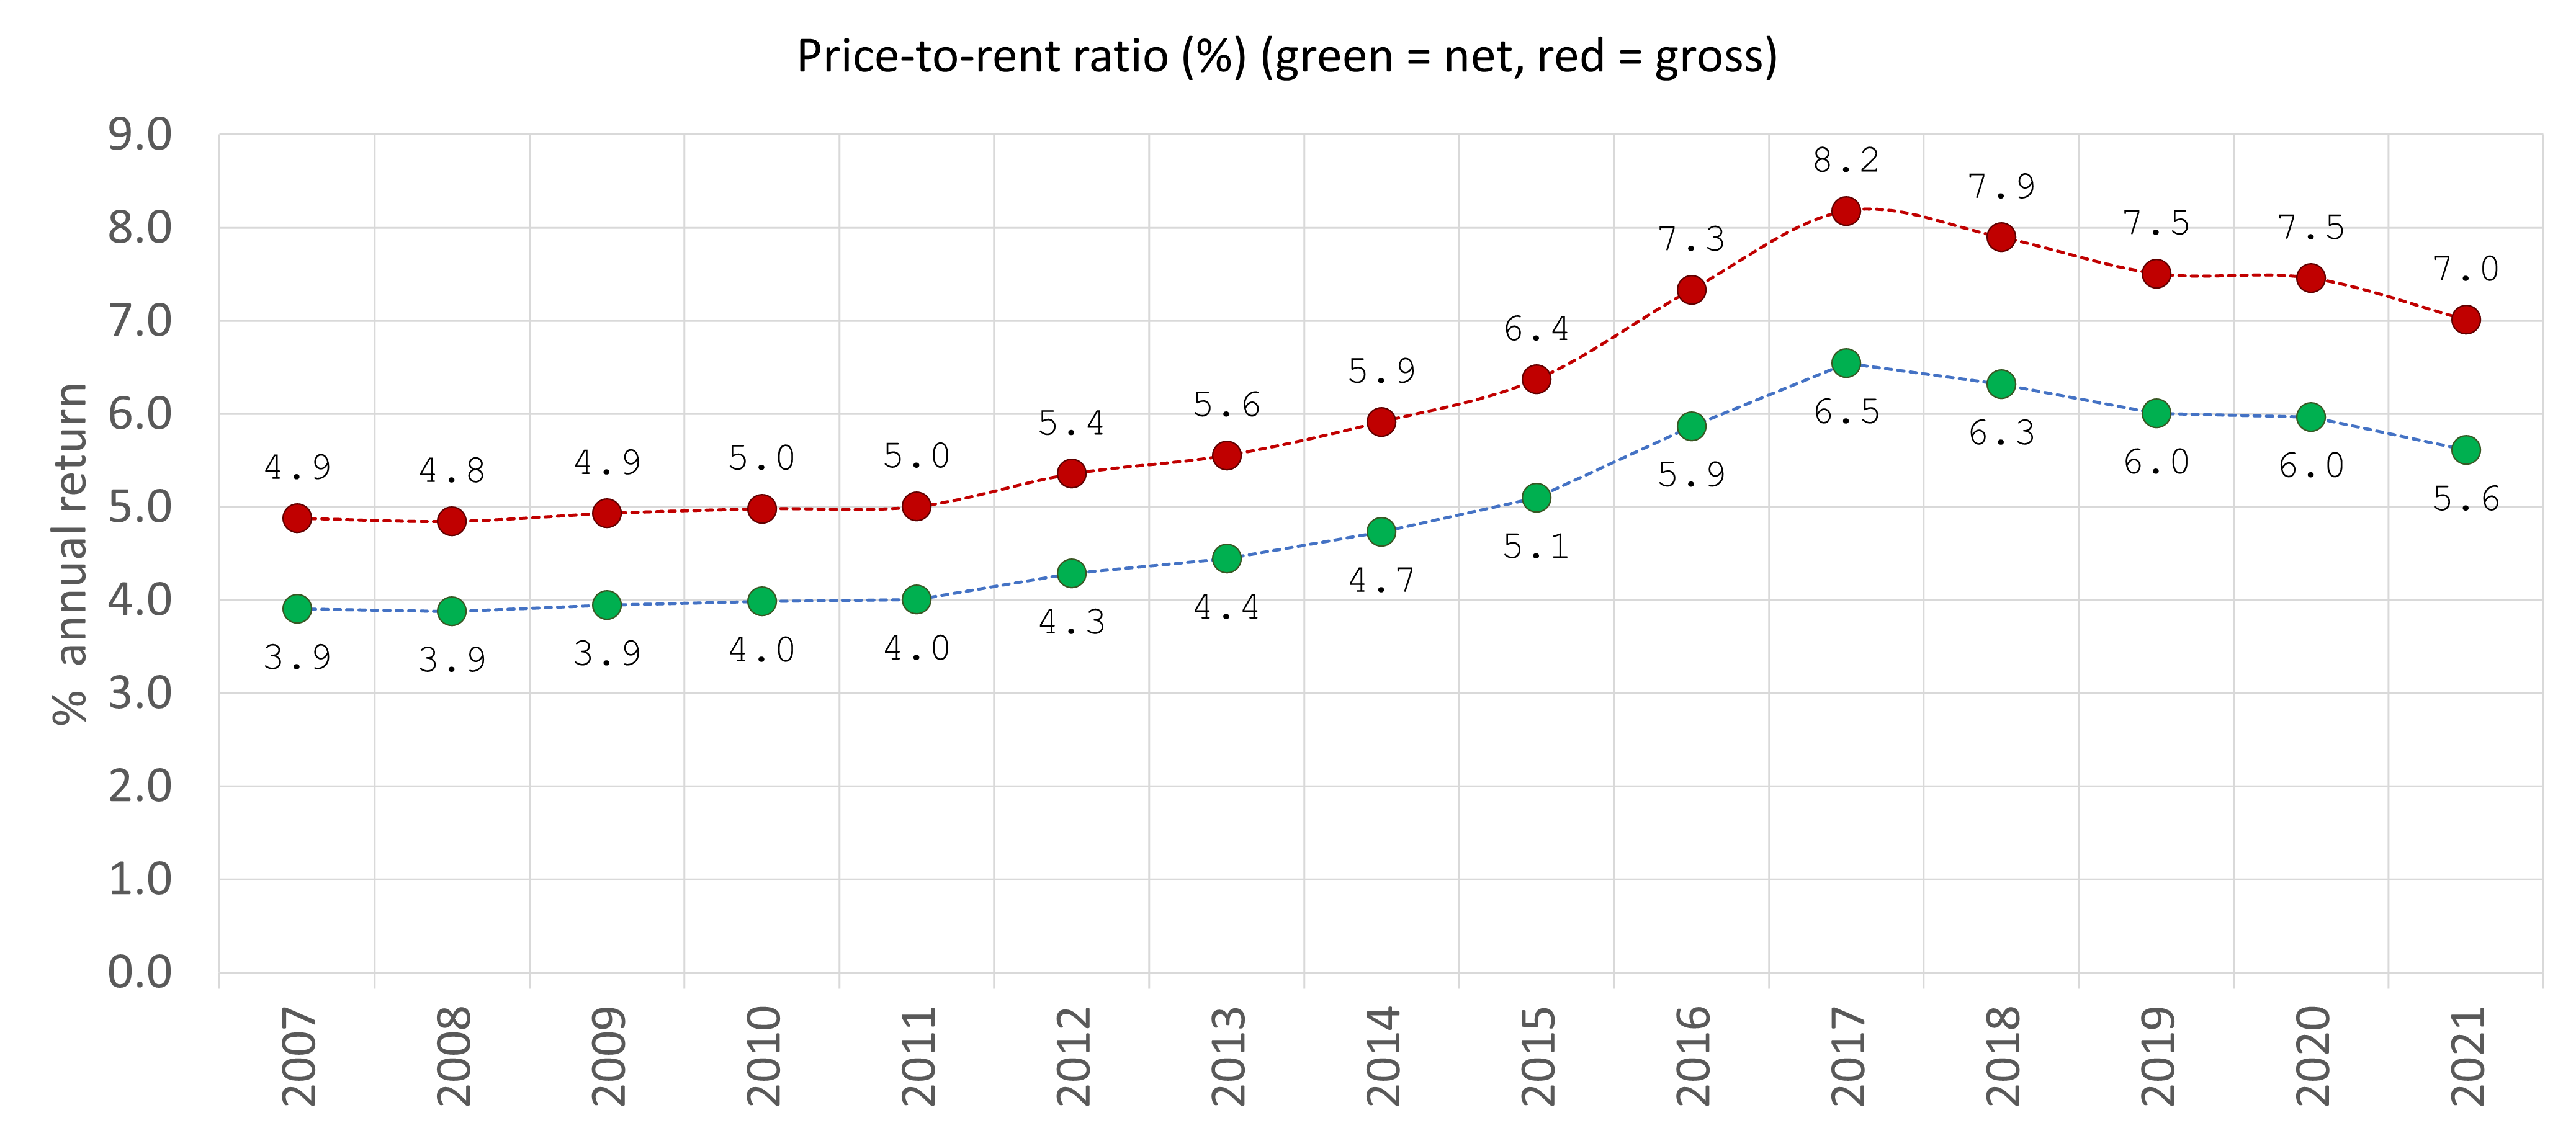 Price-to-rent ratio (%) (green = net, red = gross)
% annual return
9.0
8.0
7.0
6.0
5.0
4.0
3.0
2.0
1.0
0.0
4.9 4.8 4.9 5.0 5.0 5.4 5.6 5.9 6.4 7.3 8.2 7.9 7.5 7.5 7.0
3.9 3.9 3.9 4.0 4.0 4.3 4.4 4.7 5.1 5.9 6.5 6.3 6.0 6.0 5.6
2007 2008 2009 2010 2011 2012 2013 2014 2015 2016 2017 2018 2019 2020 2021